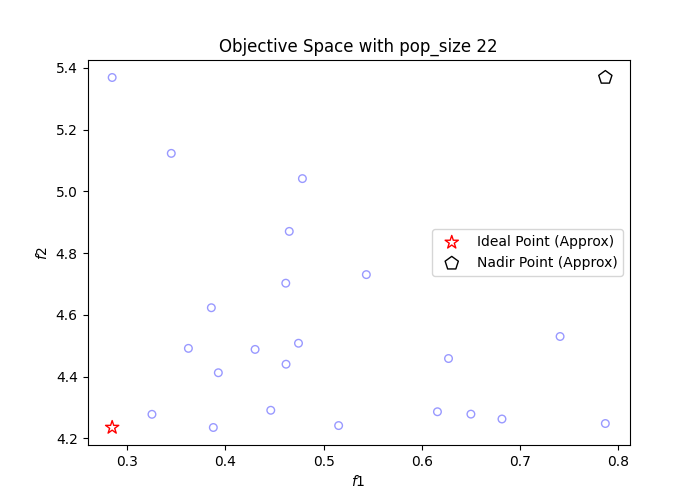 Objective Space with pop_size 22
5.4
5.2
5.0
4.8
4.6
4.4
4.2
f2
Ideal Point (Approx)
Nadir Point (Approx)
0.3 0.4 0.5 0.6 0.7 0.8
f1